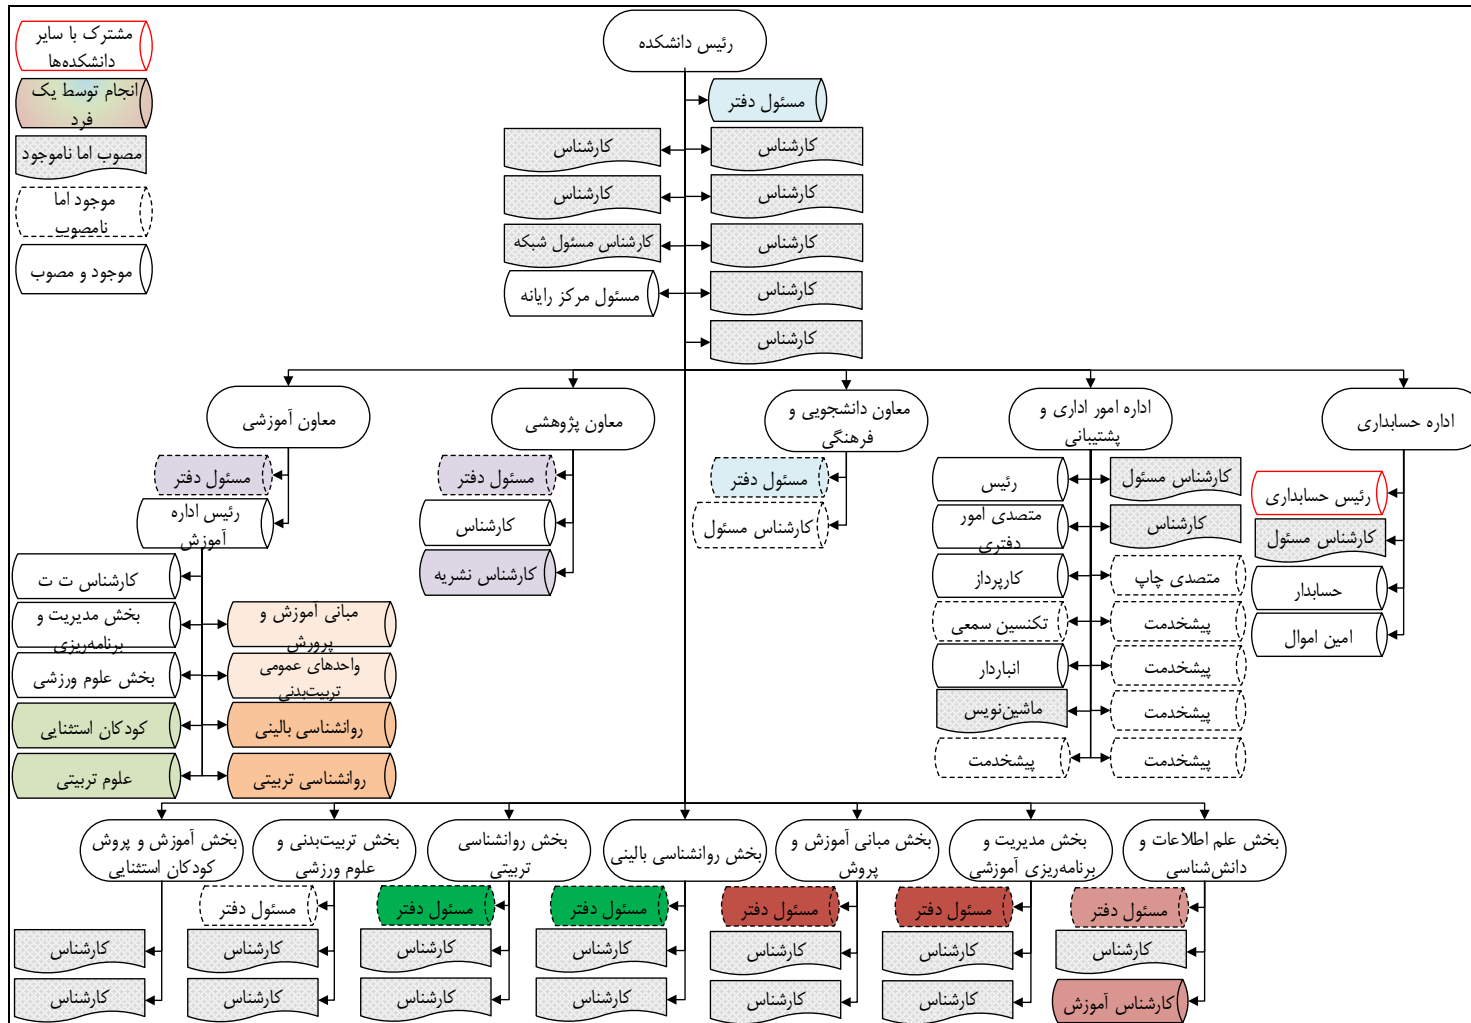 مشترک با سایر
دانشکده‌ها
انجام توسط یک
فرد
مصوب اما ناموجود
موجود اما
نامصوب
موجود و مصوب
رئیس دانشکده
مسئول دفتر
کارشناس
کارشناس
کارشناس
کارشناس
کارشناس
کارشناس مسئول شبکه
کارشناس
مسئول مرکز رایانه
کارشناس
اداره حسابداری
رئیس حسابداری
کارشناس مسئول
حسابدار
امین اموال
اداره امور اداری و
پشتیبانی
کارشناس مسئول
رئیس
کارشناس
متصدی امور
دفتری
متصدی چاپ
کارپرداز
پیشخدمت
تکنسین سمعی
پیشخدمت
انباردار
پیشخدمت
ماشین‌نویس
پیشخدمت
پیشخدمت
معاون دانشجویی و
فرهنگی
مسئول دفتر
کارشناس مسئول
معاون پژوهشی
مسئول دفتر
کارشناس
کارشناس نشریه
معاون آموزشی
مسئول دفتر
رئیس اداره
آموزش
کارشناس ت ت
مبانی آموزش و
پرورش
بخش مدیریت و
برنامه‌ریزی
واحدهای عمومی
تربیت‌بدنی
بخش علوم ورزشی
روانشناسی بالینی
کودکان استثنایی
روانشناسی تربیتی
علوم تربیتی
بخش علم اطلاعات و
دانش‌شناسی
مسئول دفتر
کارشناس
کارشناس آموزش
بخش مدیریت و
برنامه‌ریزی آموزشی
مسئول دفتر
کارشناس
کارشناس
بخش مبانی آموزش و
پروش
مسئول دفتر
کارشناس
کارشناس
بخش روانشناسی بالینی
مسئول دفتر
کارشناس
کارشناس
بخش روانشناسی
تربیتی
مسئول دفتر
کارشناس
کارشناس
بخش تربیت‌بدنی و
علوم ورزشی
مسئول دفتر
کارشناس
کارشناس
بخش آموزش و پروش
کودکان استثنایی
کارشناس
کارشناس